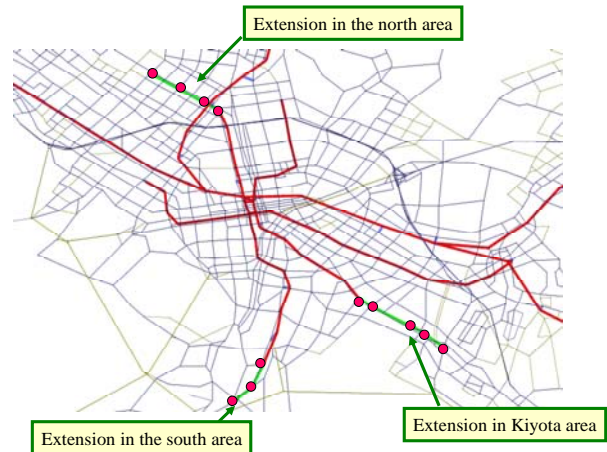 Extension in the north area
Extension in Kiyota area
Extension in the south area